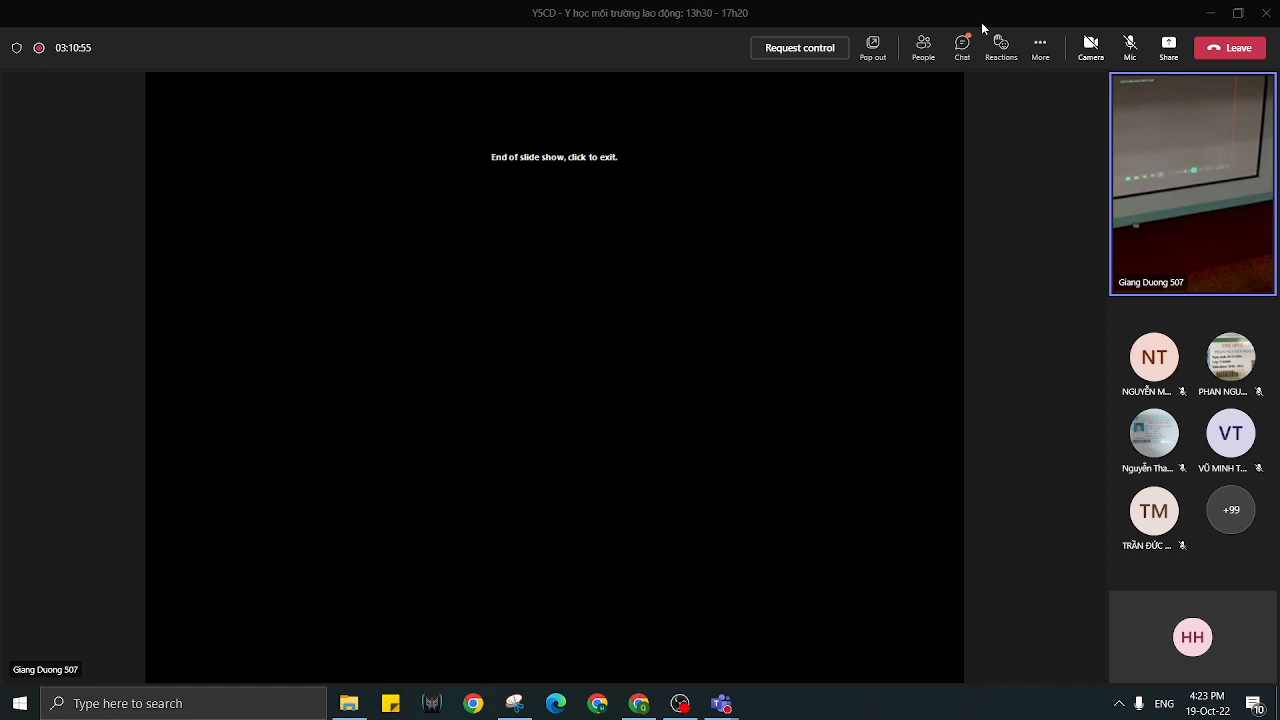 Y5CD - Y học môi trường lao động: 13h30 - 17h20
03:10:55
Request control
Pop out
People
Chat
Reactions
More
Camera
Mic
Share
Leave
End of slide show, click to exit.
Giang Duong 507
NT
NGUYỄN M...
PHAN NGU...
Nguyễn Tha...
VT
VŨ MINH T...
TM
TRẦN ĐỨC ...
+99
HH
Giang Duong 507
Type here to search
ENG
4:23 PM
19-Oct-22
10